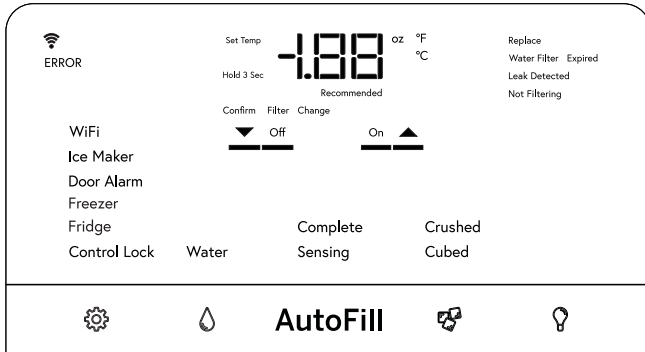 Set Temp -1.88 oz °F
°C
ERROR
Hold 3 Sec
Recommended
Replace
Water Filter Expired
Leak Detected
Not Filtering
Confirm Filter Change
WiFi
Off On
Ice Maker
Door Alarm
Freezer
Fridge Complete Crushed
Control Lock Water Sensing Cubed
AutoFill